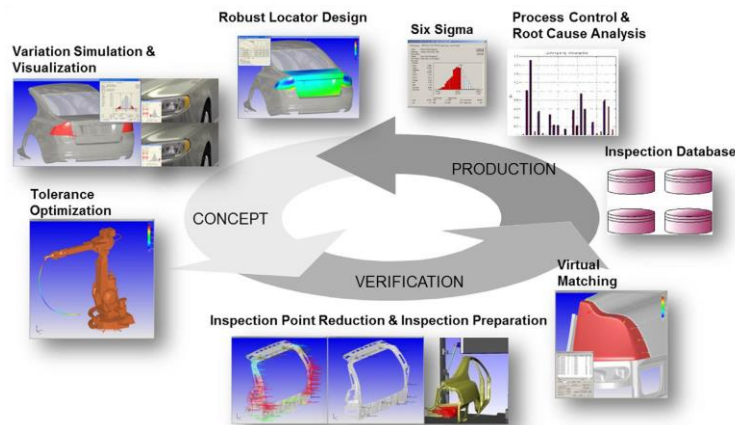 Robust Locator Design
Six Sigma
Process Control &
Root Cause Analysis
Variation Simulation &
Visualization
PRODUCTION
Inspection Database
Tolerance
Optimization
CONCEPT
VERIFICATION
Virtual
Matching
Inspection Point Reduction & Inspection Preparation